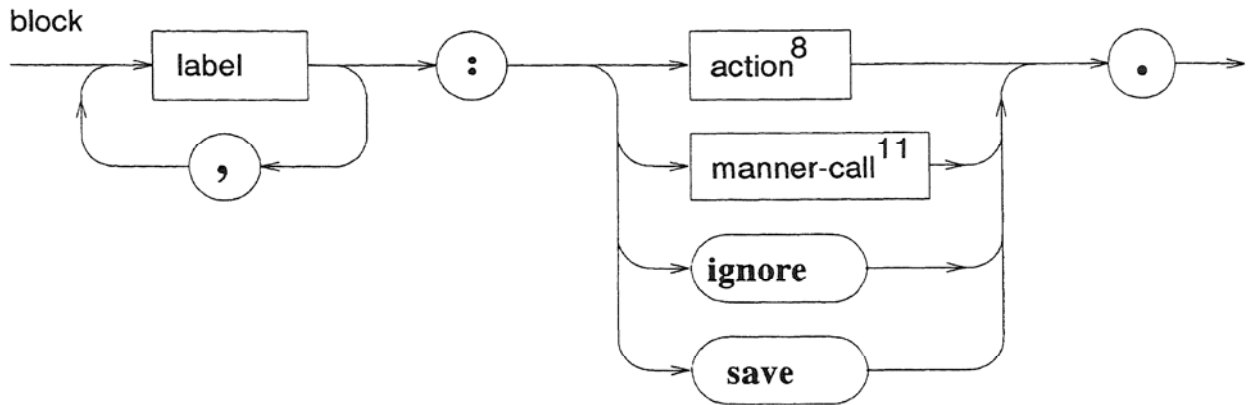 block
label : action⁸ .
, manner-call¹¹
ignore
save